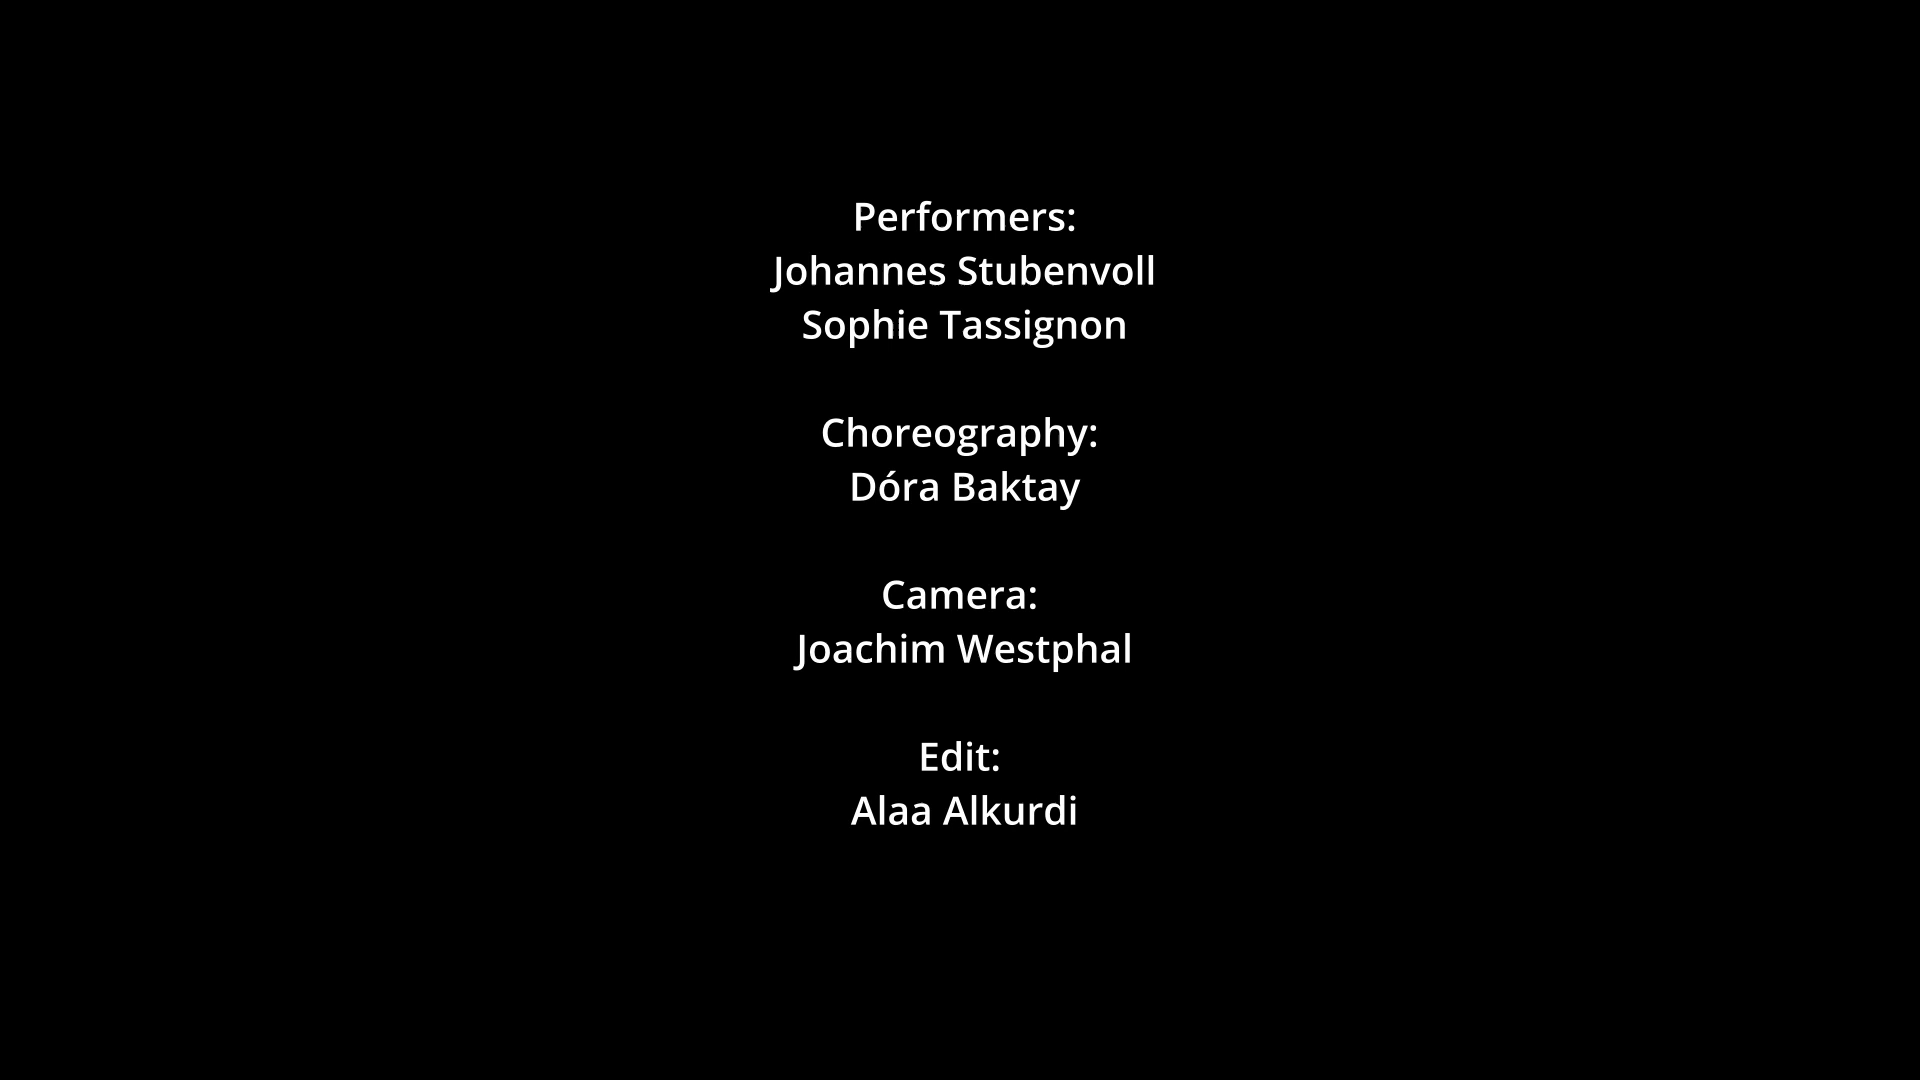 Performers:
Johannes Stubenvoll
Sophie Tassignon
Choreography:
Dóra Baktay
Camera:
Joachim Westphal
Edit:
Alaa Alkurdi